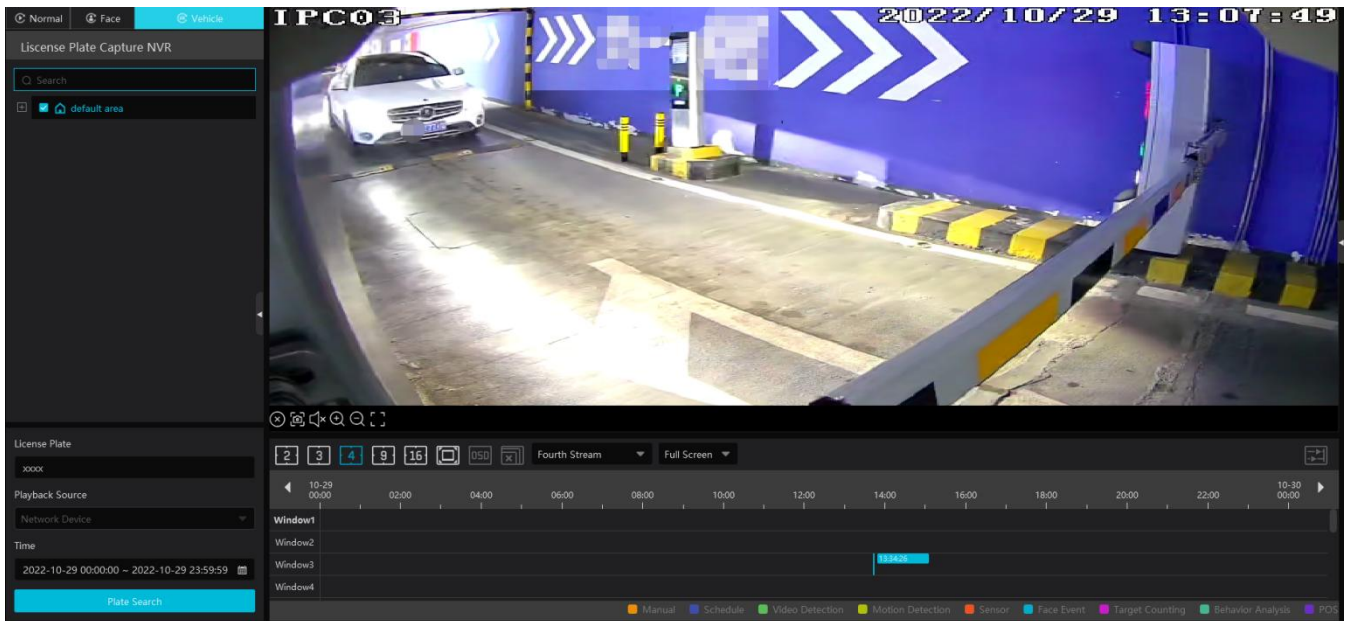 Normal Face Vehicle
Liscense Plate Capture NVR
Search
default area
IPC03 2022/10/29 13:07:49
P
License Plate
xxxx
Playback Source
Network Device
Time
2022-10-29 00:00:00 ~ 2022-10-29 23:59:59
Plate Search
2 3 4 9 16 OSD Fourth Stream Full Screen
10-29 10-30
00:00 02:00 04:00 06:00 08:00 10:00 12:00 14:00 16:00 18:00 20:00 22:00 00:00
Window1
Window2
Window3 13:34:26
Window4
Manual Schedule Video Detection Motion Detection Sensor Face Event Target Counting Behavior Analysis POS